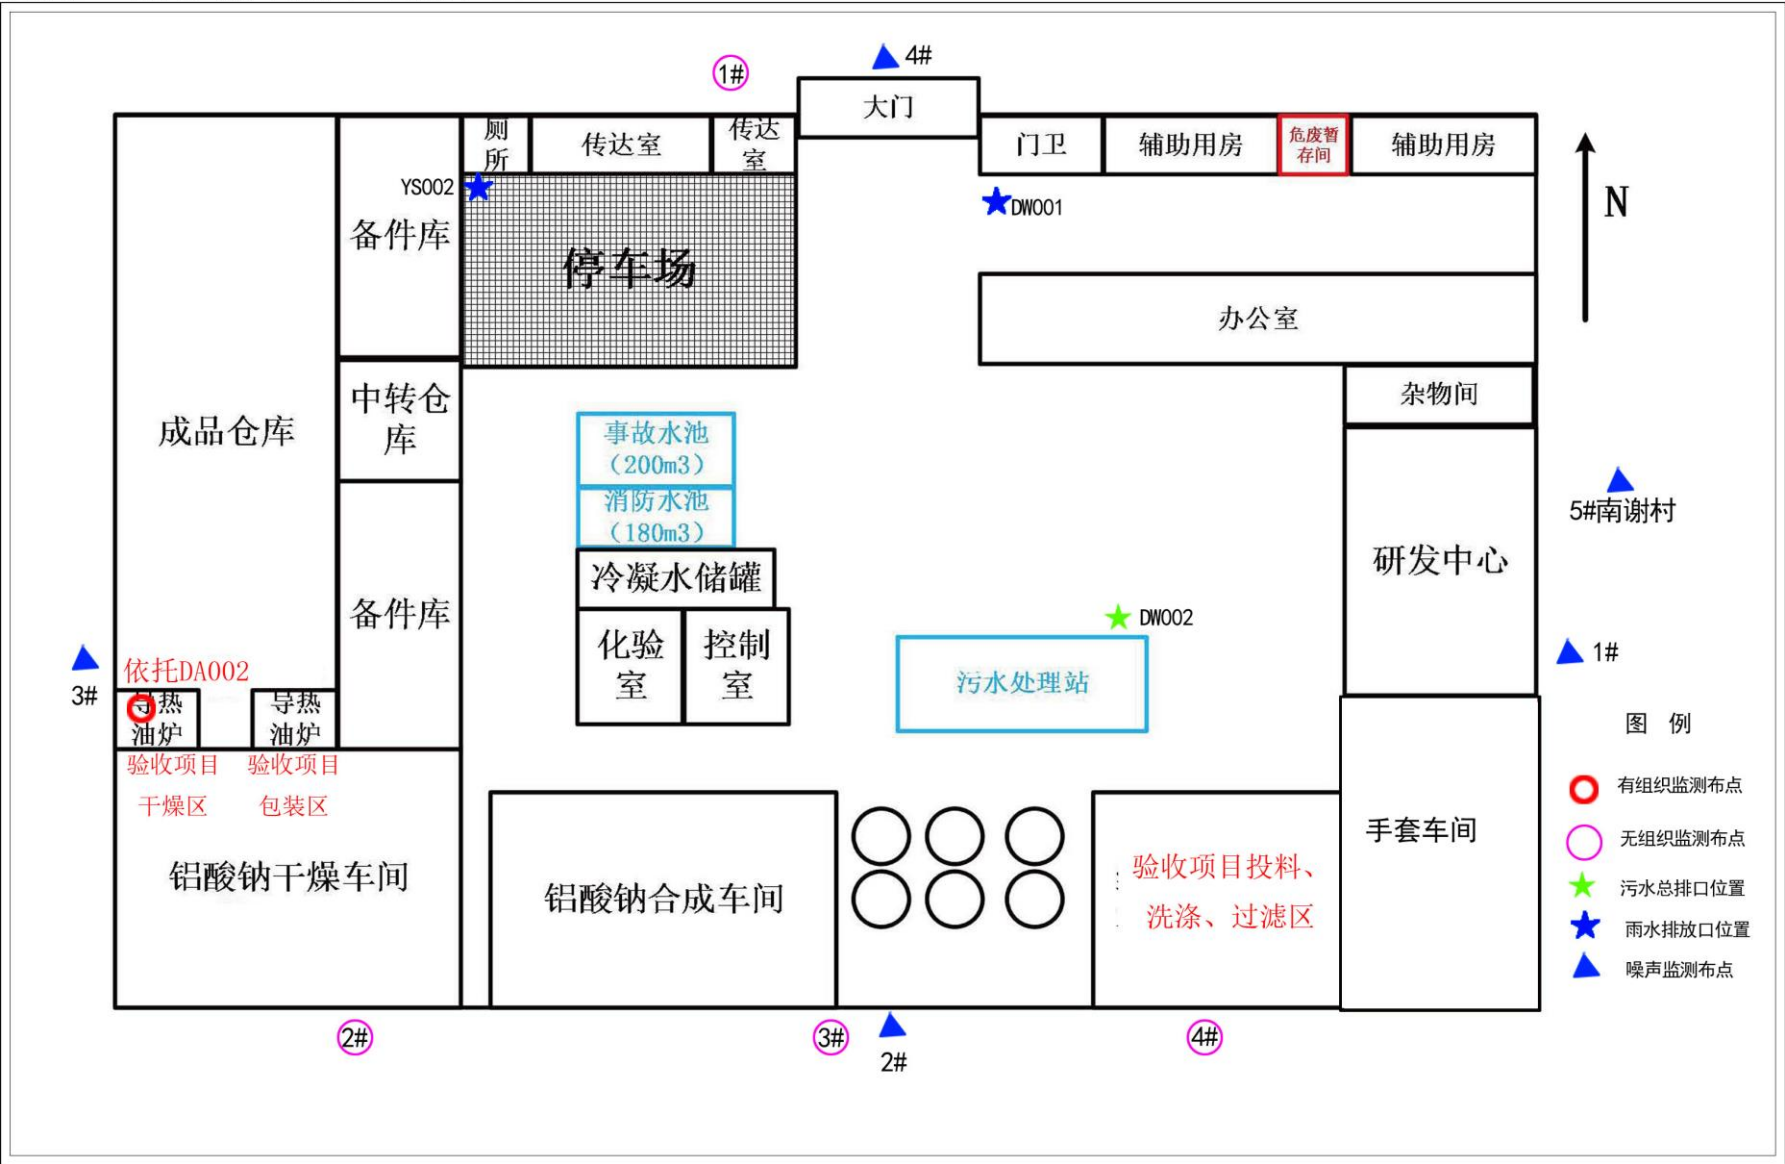 1#
4#
大门
厕
所
传达室
传达
室
门卫
辅助用房
危废暂
存间
辅助用房
N
YS002
DW001
备件库
停车场
办公室
中转仓
库
杂物间
成品仓库
事故水池
（200m3）
消防水池
（180m3）
5#南谢村
研发中心
冷凝水储罐
备件库
化验
室
控制
室
DW002
1#
污水处理站
3#
依托DA002
导热
油炉
导热
油炉
验收项目
干燥区
验收项目
包装区
铝酸钠干燥车间
铝酸钠合成车间
验收项目投料、
洗涤、过滤区
手套车间
图 例
有组织监测布点
无组织监测布点
污水总排口位置
雨水排放口位置
噪声监测布点
2#
3#
2#
4#